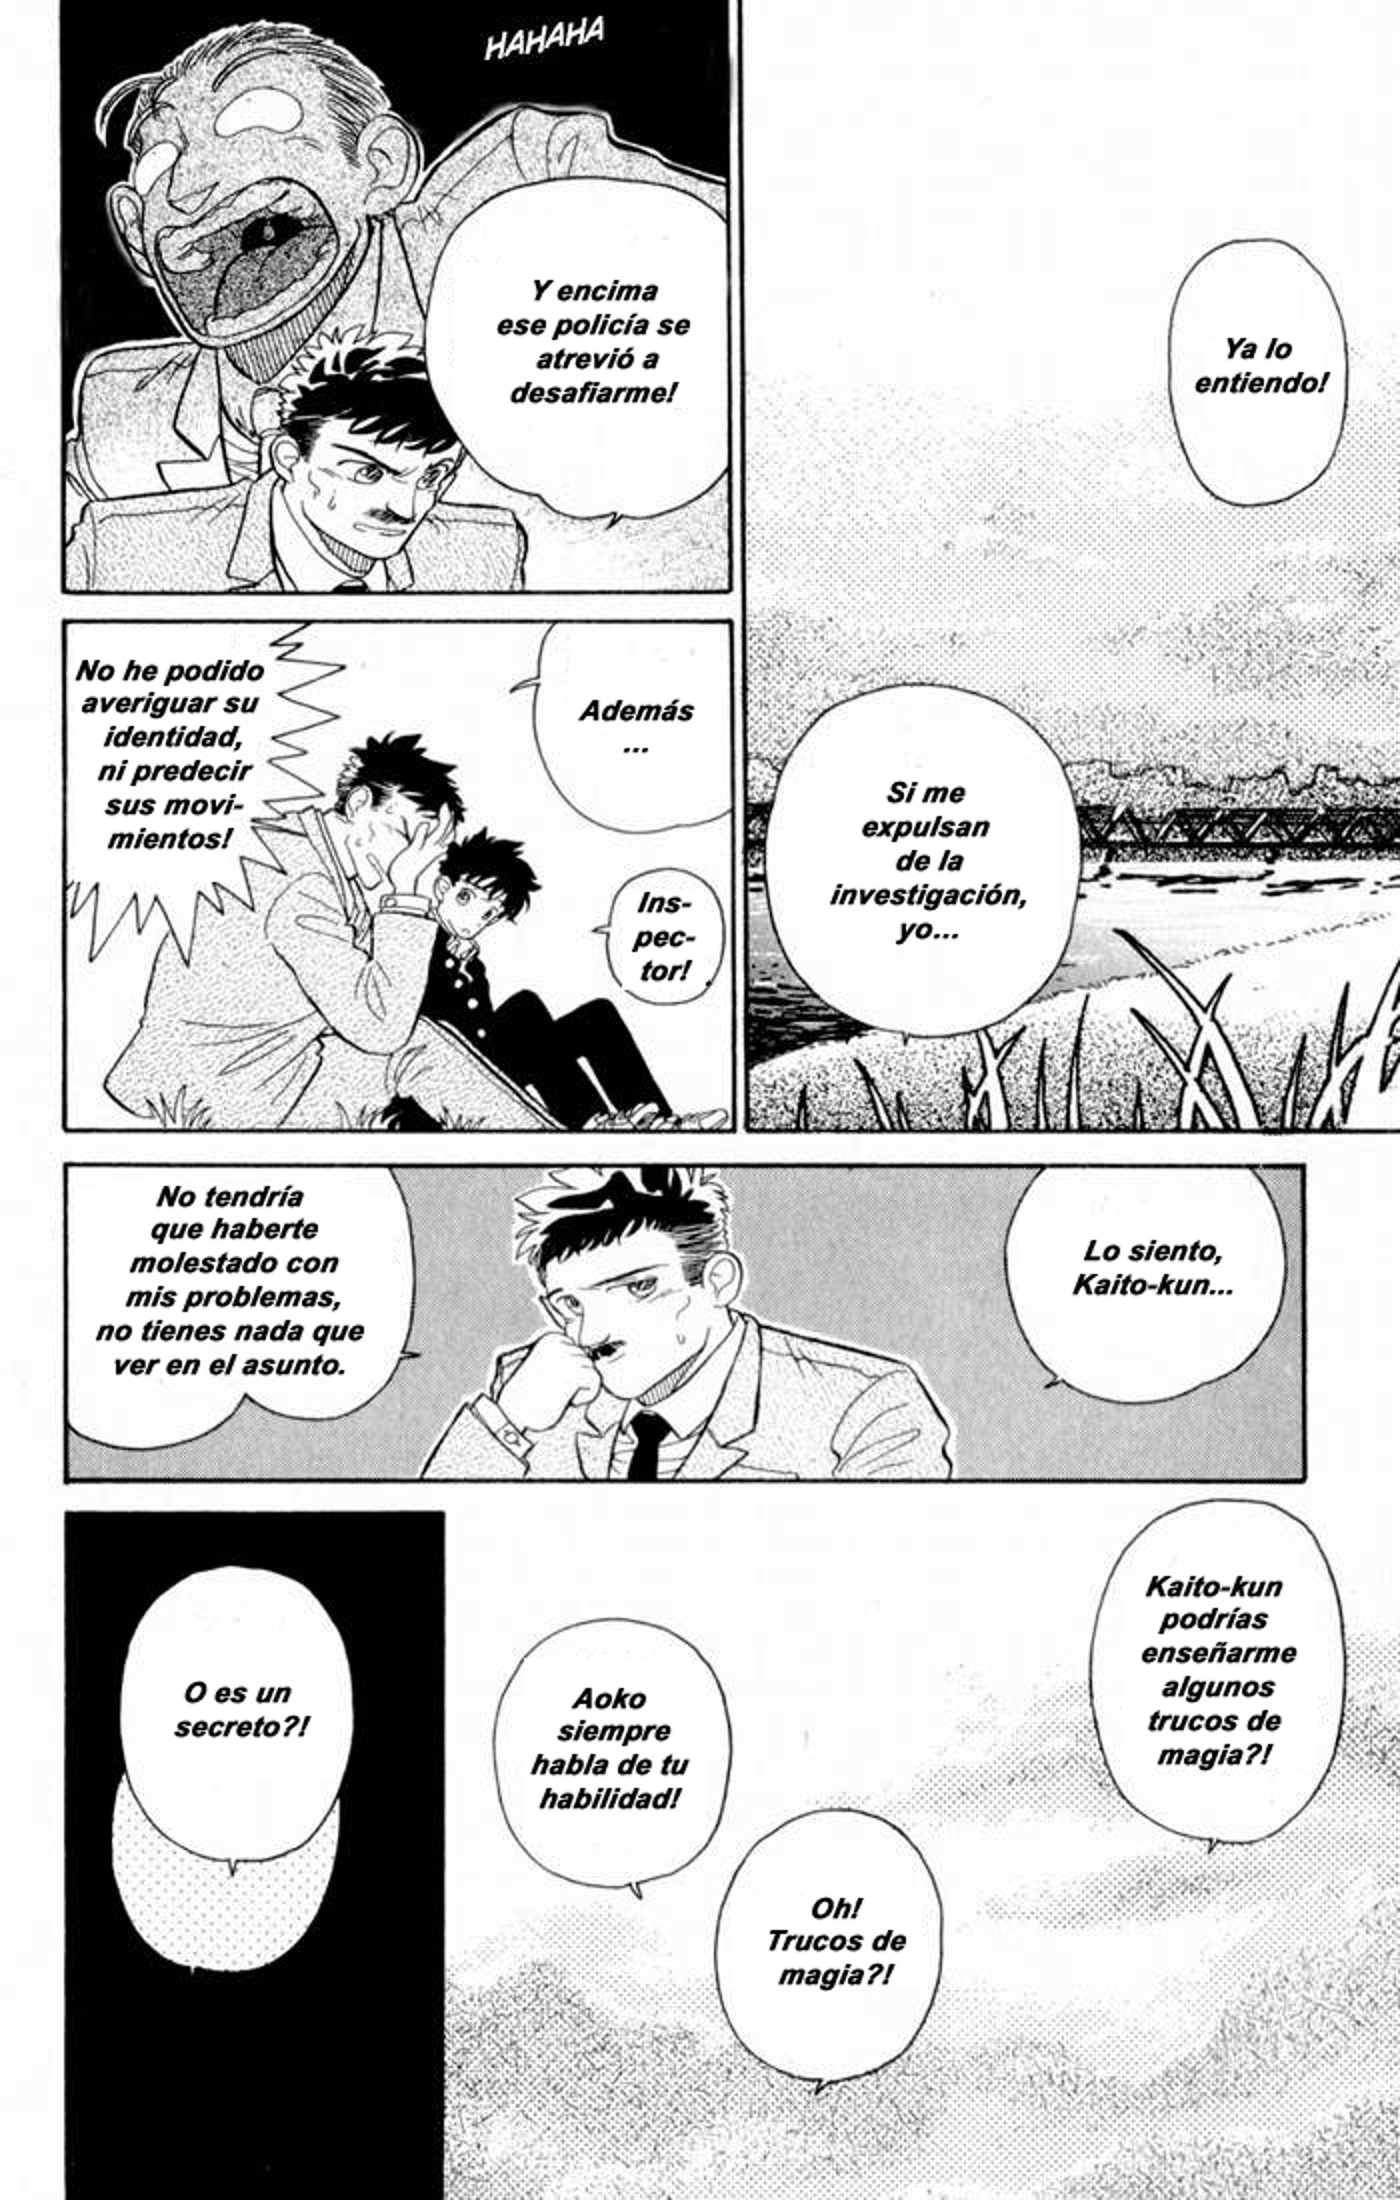 Ya lo
entiendo!
Si me
expulsan
de la
investigación,
yo...
HAHAHA
Y encima
ese policía se
atrevió a
desafiarme!
Además
...
Ins-
pec-
tor!
No he podido
averiguar su
identidad,
ni predecir
sus movi-
mientos!
Lo siento,
Kaito-kun...
No tendría
que haberte
molestado con
mis problemas,
no tienes nada que
ver en el asunto.
Kaito-kun
podrías
enseñarme
algunos
trucos de
magia?!
Oh!
Trucos de
magia?!
Aoko
siempre
habla de tu
habilidad!
O es un
secreto?!